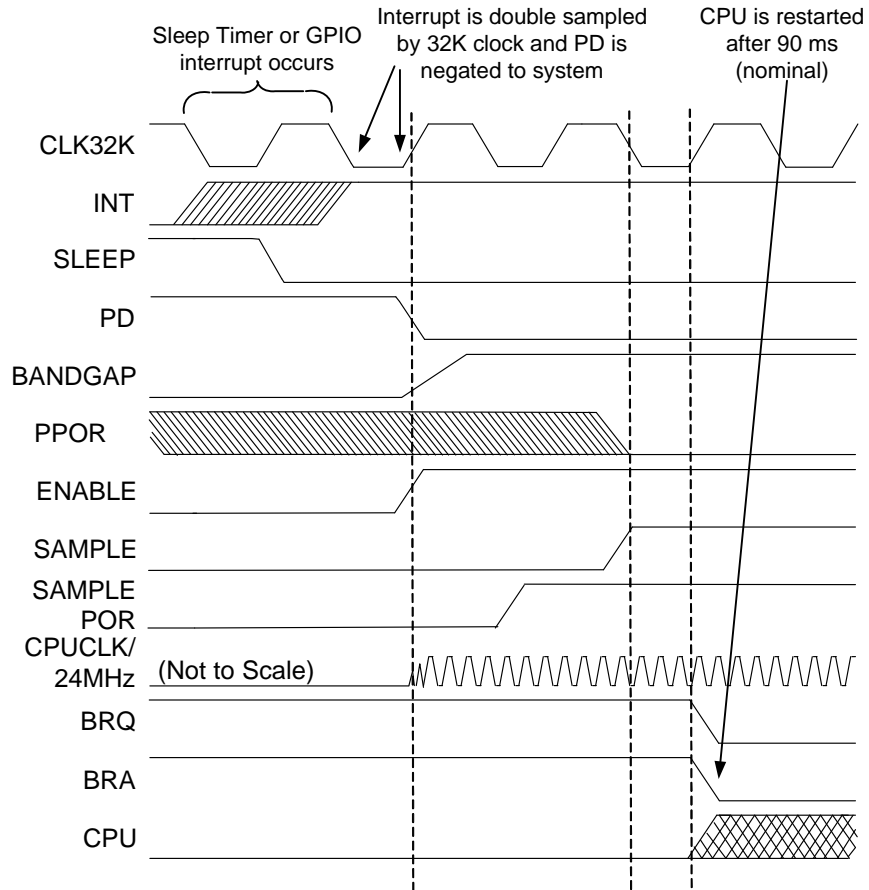 Sleep Timer or GPIO
interrupt occurs
Interrupt is double sampled
by 32K clock and PD is
negated to system
CPU is restarted
after 90 ms
(nominal)
CLK32K
INT
SLEEP
PD
BANDGAP
PPOR
ENABLE
SAMPLE
SAMPLE
POR
CPUCLK/
24MHz
(Not to Scale)
BRQ
BRA
CPU